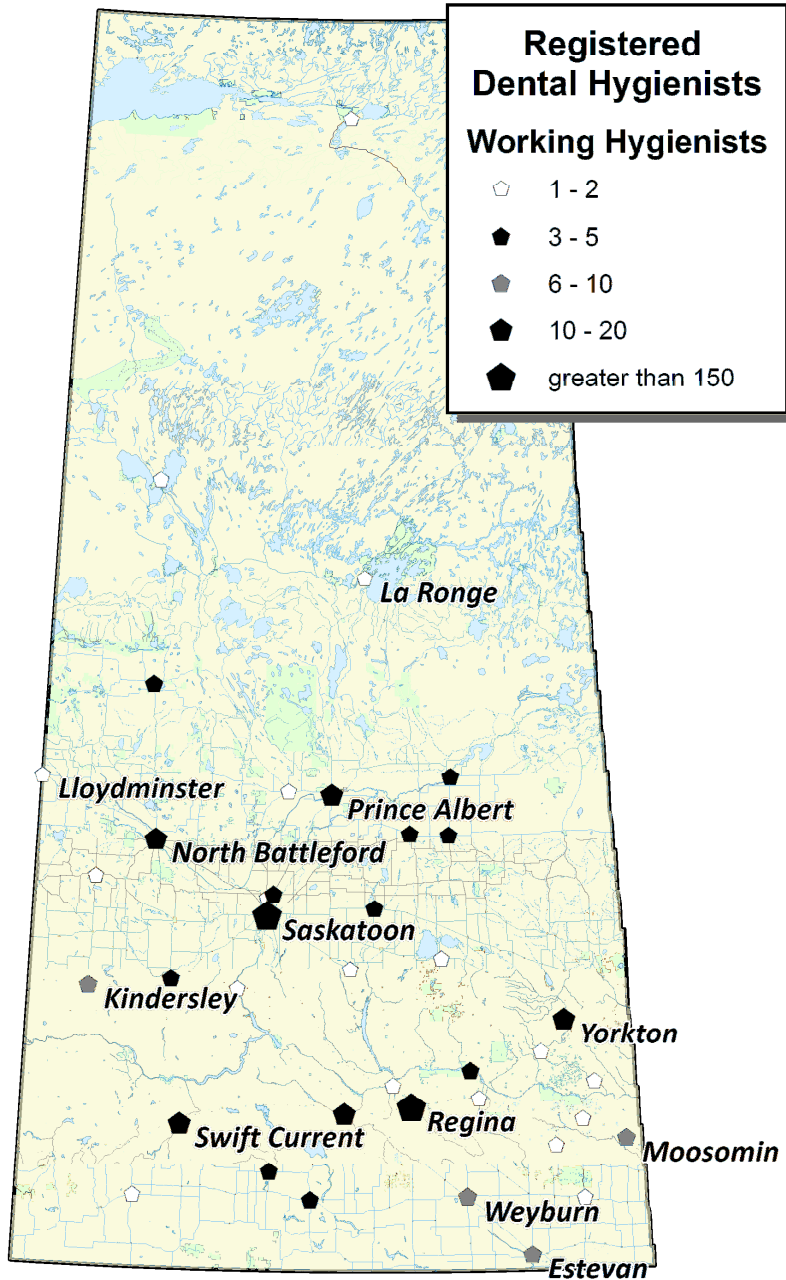 Registered
Dental Hygienists
Working Hygienists
1 - 2
3 - 5
6 - 10
10 - 20
greater than 150
La Ronge
Lloydminster
Prince Albert
North Battleford
Saskatoon
Kindersley
Yorkton
Regina
Swift Current
Moosomin
Weyburn
Estevan